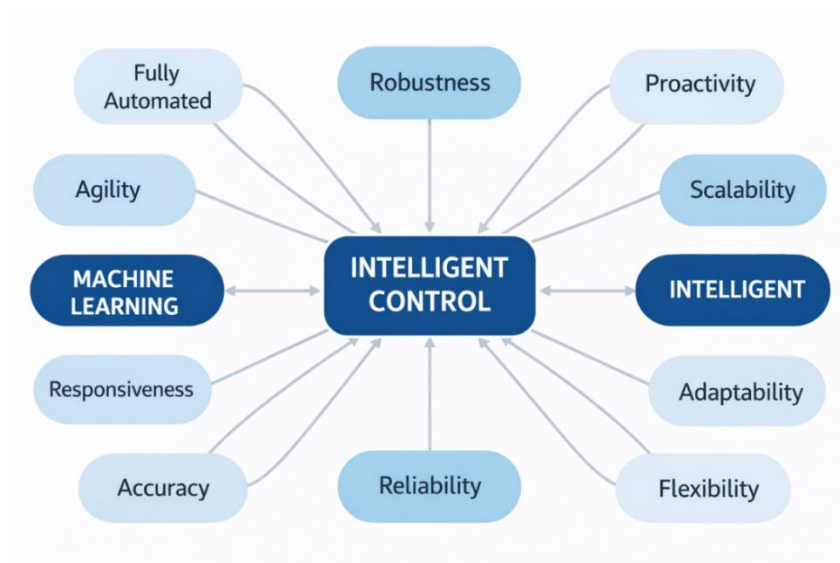 Fully
Automated
Robustness
Proactivity
Agility
Scalability
MACHINE
LEARNING
INTELLIGENT
CONTROL
INTELLIGENT
Responsiveness
Adaptability
Accuracy
Reliability
Flexibility